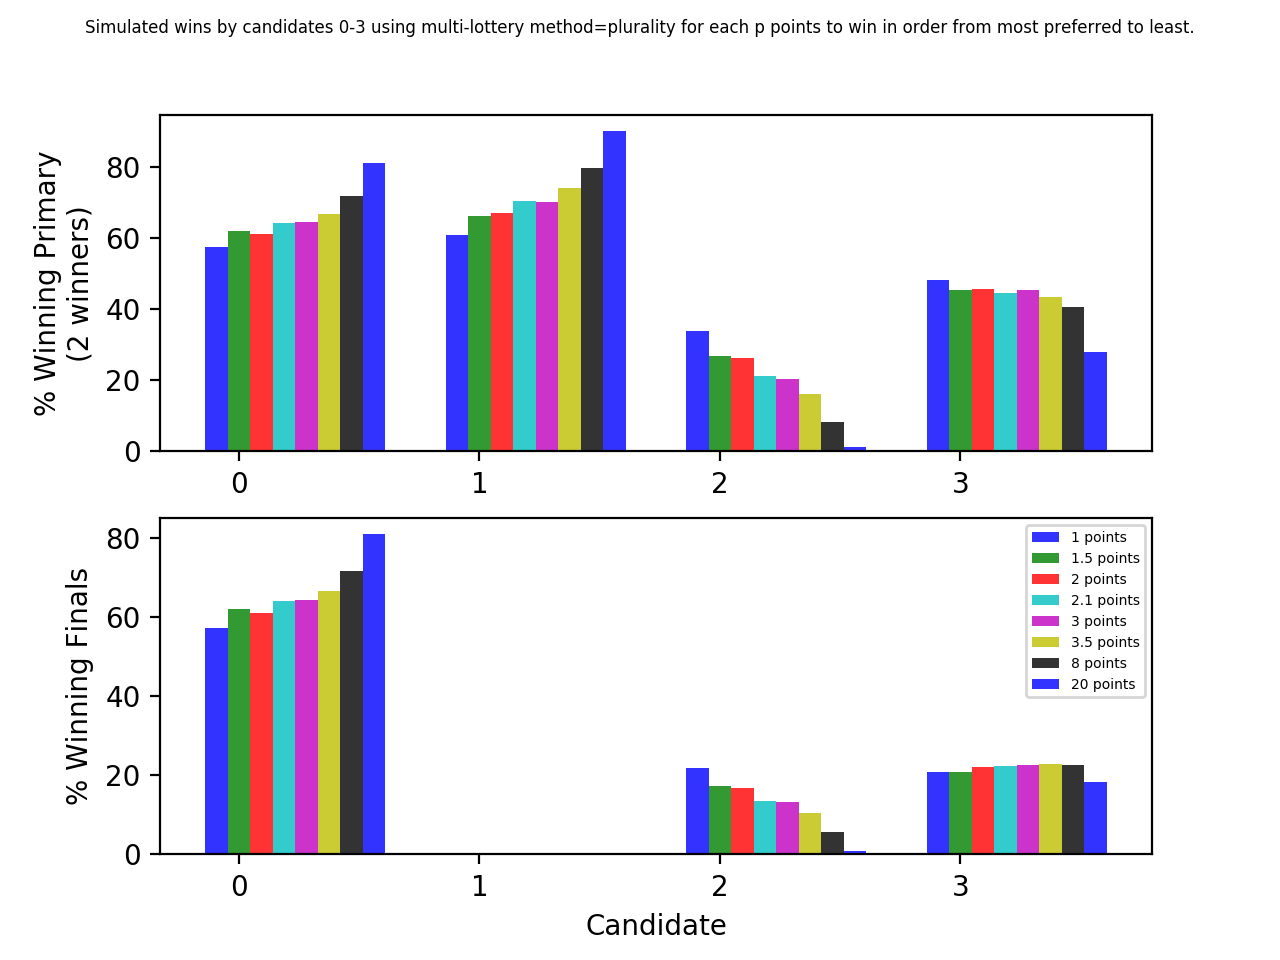 Simulated wins by candidates 0-3 using multi-lottery method=plurality for each p points to win in order from most preferred to least.
% Winning Primary
(2 winners)
80
60
40
20
0
0 1 2 3
% Winning Finals
80
60
40
20
0
1 points
1.5 points
2 points
2.1 points
3 points
3.5 points
8 points
20 points
0 1 2 3
Candidate